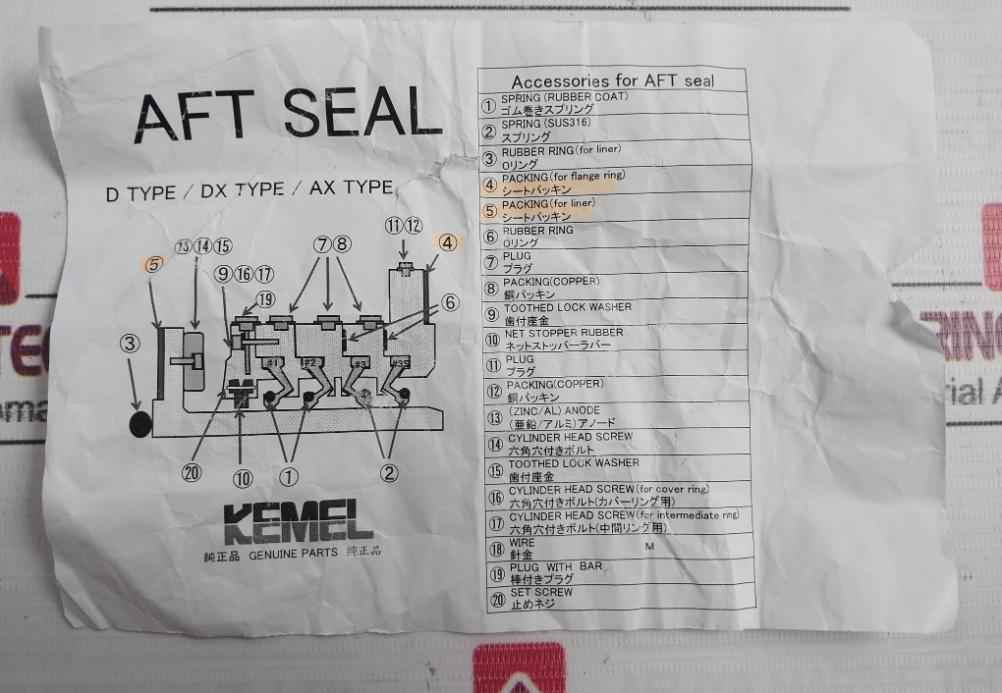 AFT SEAL
D TYPE / DX TYPE / AX TYPE
⑪⑫
④
⑬⑭⑮
⑦⑧
⑤
⑨⑯⑰
⑲
⑥
③
#1
#2
#3
#3S
⑳
⑩
①
②
KEMEL
純正品 GENUINE PARTS 純正品
Accessories for AFT seal
① SPRING (RUBBER COAT)
ゴム巻きスプリング
② SPRING (SUS316)
スプリング
③ RUBBER RING (for liner)
Oリング
④ PACKING (for flange ring)
シートパッキン
⑤ PACKING (for liner)
シートパッキン
⑥ RUBBER RING
Oリング
⑦ PLUG
プラグ
⑧ PACKING(COPPER)
銅パッキン
⑨ TOOTHED LOCK WASHER
歯付座金
⑩ NET STOPPER RUBBER
ネットストッパーラバー
⑪ PLUG
プラグ
⑫ PACKING(COPPER)
銅パッキン
⑬ (ZINC/AL) ANODE
(亜鉛/アルミ)アノード
⑭ CYLINDER HEAD SCREW
六角穴付きボルト
⑮ TOOTHED LOCK WASHER
歯付座金
⑯ CYLINDER HEAD SCREW(for cover ring)
六角穴付きボルト(カバーリング用)
⑰ CYLINDER HEAD SCREW(for intermediate ring)
六角穴付きボルト(中間リング用)
⑱ WIRE M
針金
⑲ PLUG WITH BAR
棒付きプラグ
⑳ SET SCREW
止めネジ